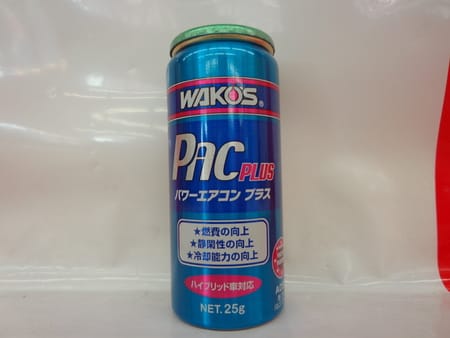 WAKO'S®
PAC PLUS
パワーエアコン プラス
★燃費の向上
★静閑性の向上
★冷却能力の向上
ハイブリッド車対応
NET.25g